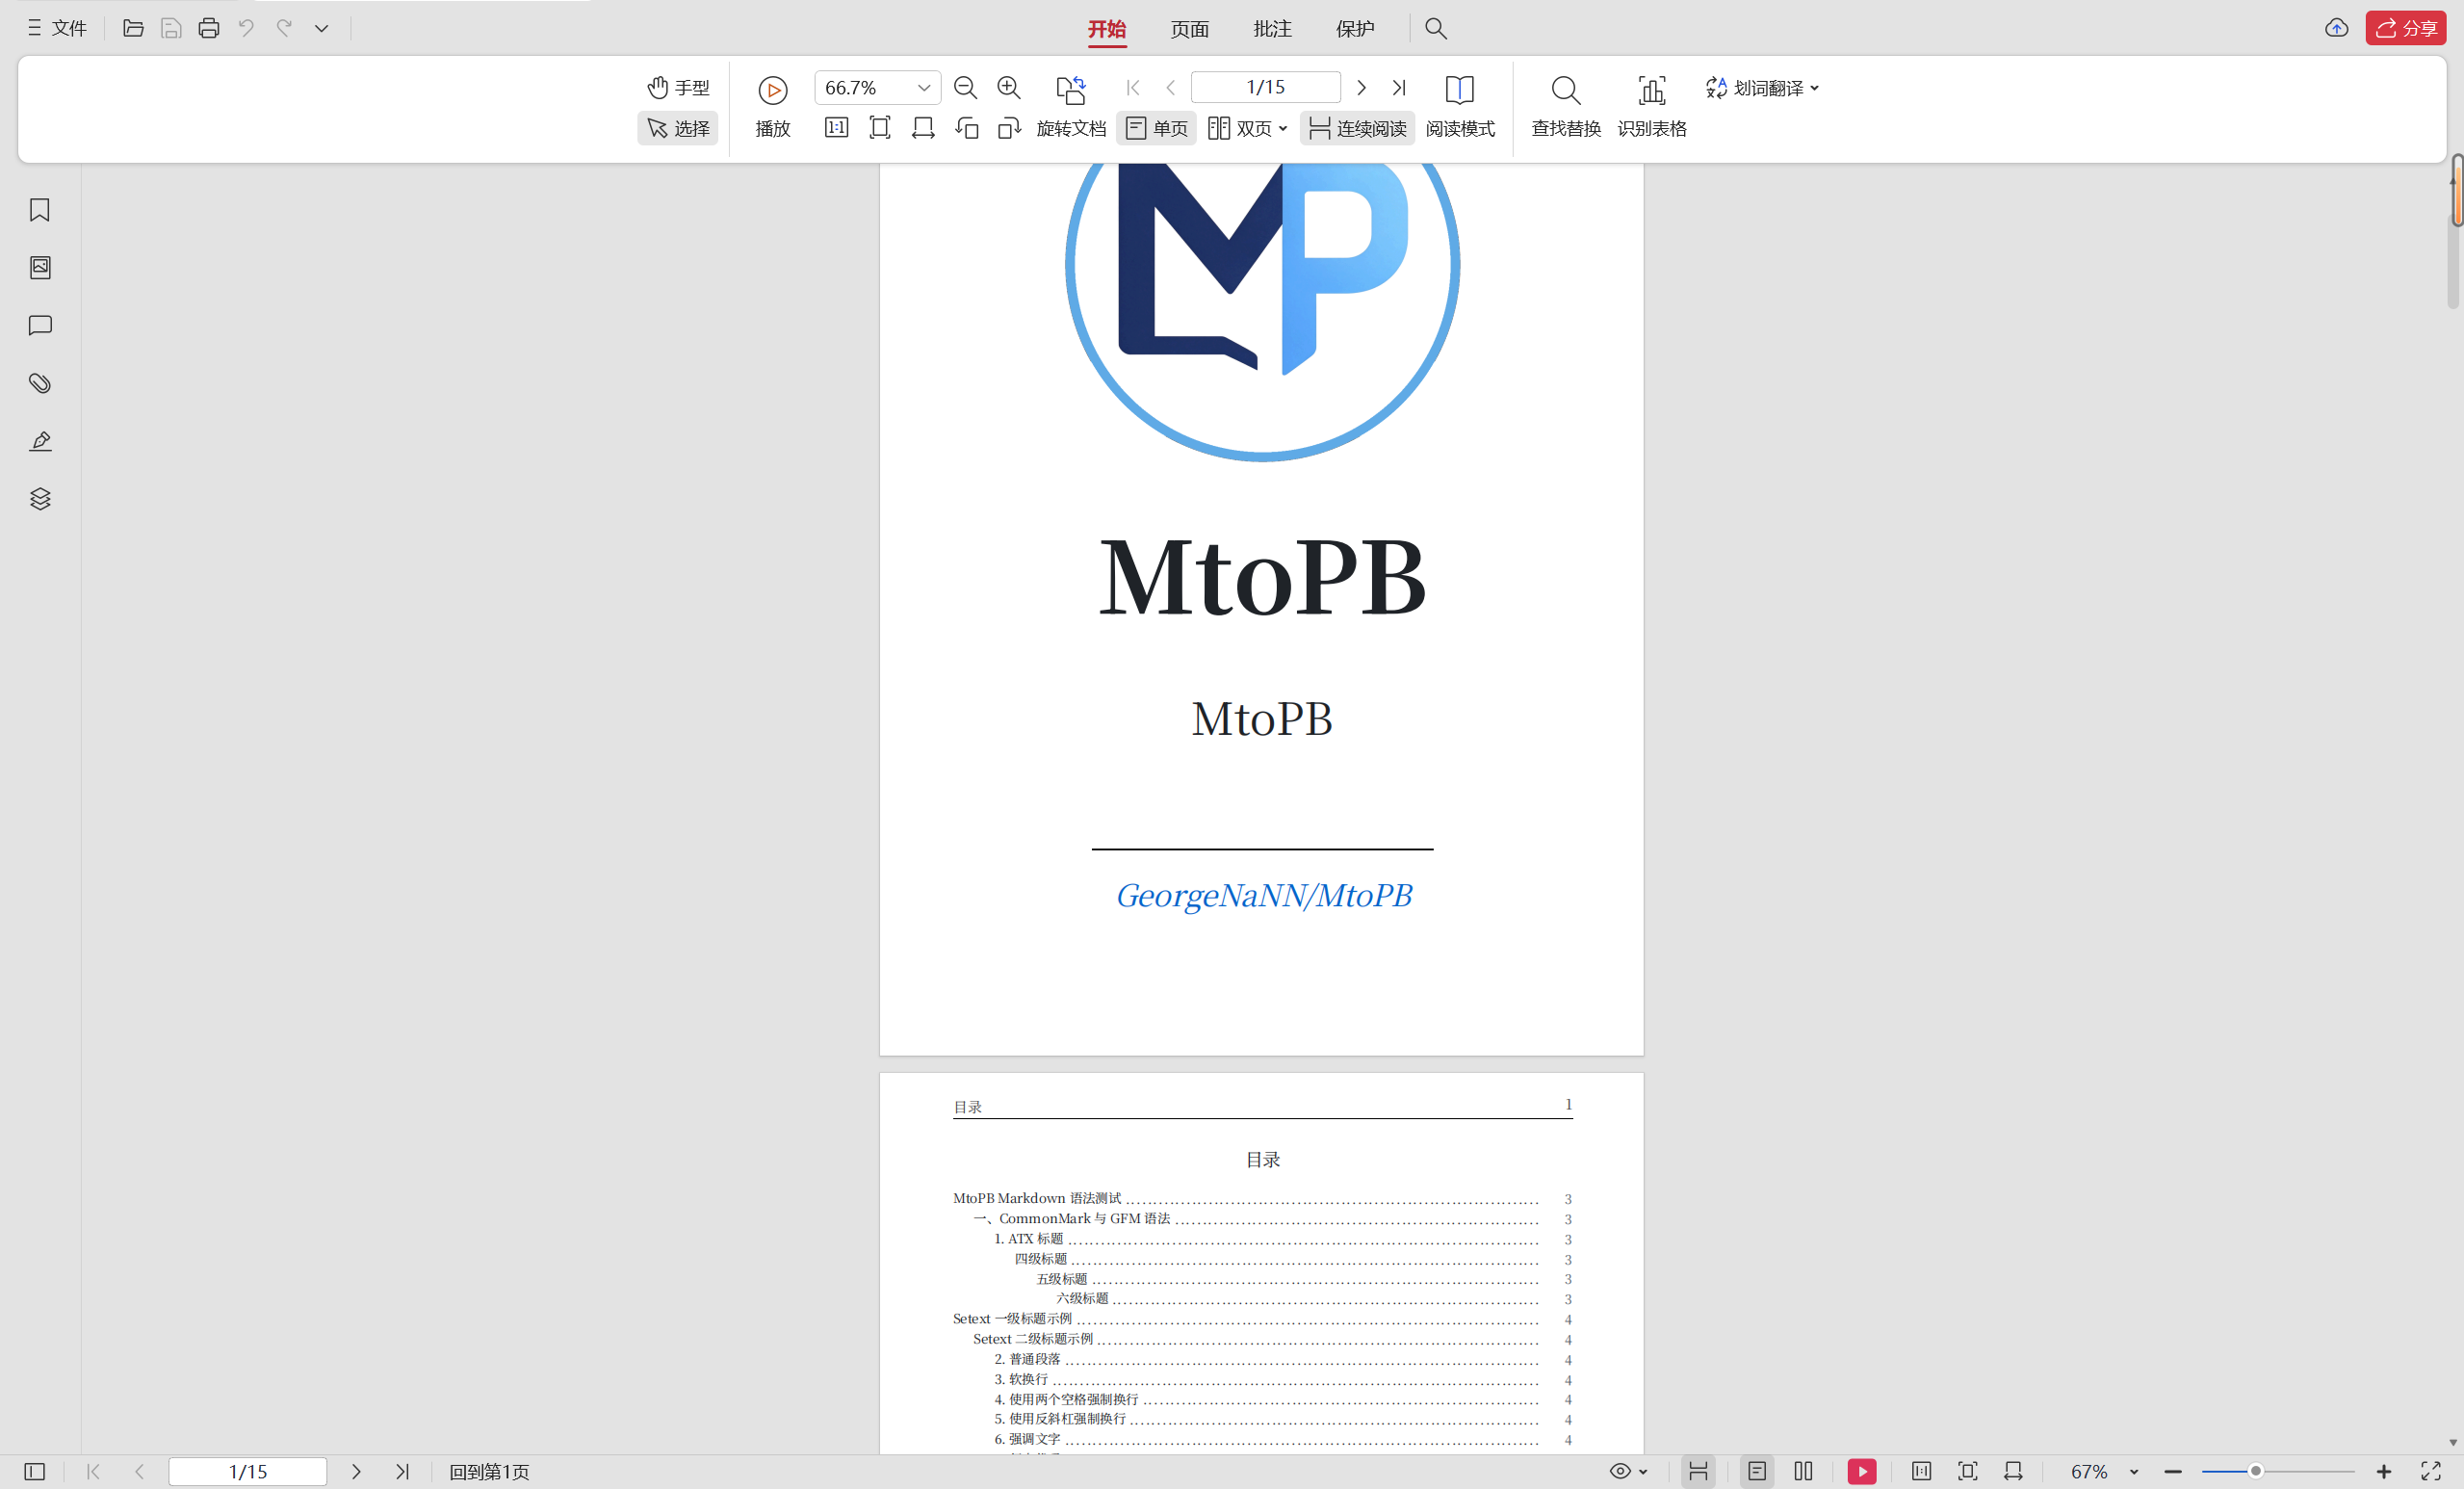 文件
开始 页面 批注 保护
分享
手型
选择
播放
66.7%
1:1
旋转文档
1/15
单页 双页 连续阅读
阅读模式
查找替换
识别表格
划词翻译
MP
MtoPB
MtoPB
GeorgeNaNN/MtoPB
目录 1
目录
MtoPB Markdown 语法测试 3
一、CommonMark 与 GFM 语法 3
1. ATX 标题 3
四级标题 3
五级标题 3
六级标题 3
Setext 一级标题示例 4
Setext 二级标题示例 4
2. 普通段落 4
3. 软换行 4
4. 使用两个空格强制换行 4
5. 使用反斜杠强制换行 4
6. 强调文字 4
1/15 回到第1页 1:1 67%